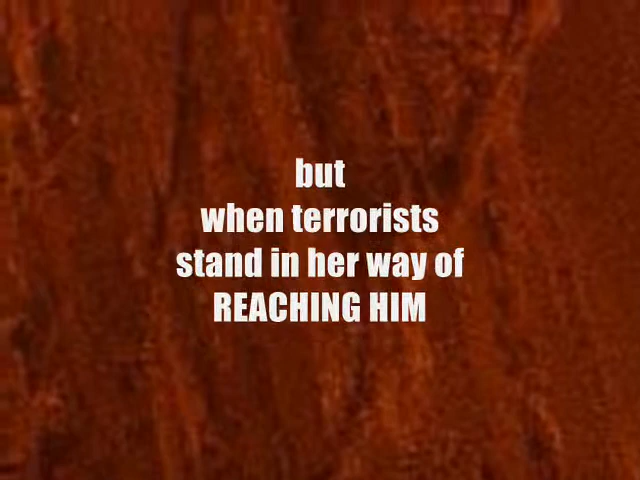 but
when terrorists
stand in her way of
REACHING HIM